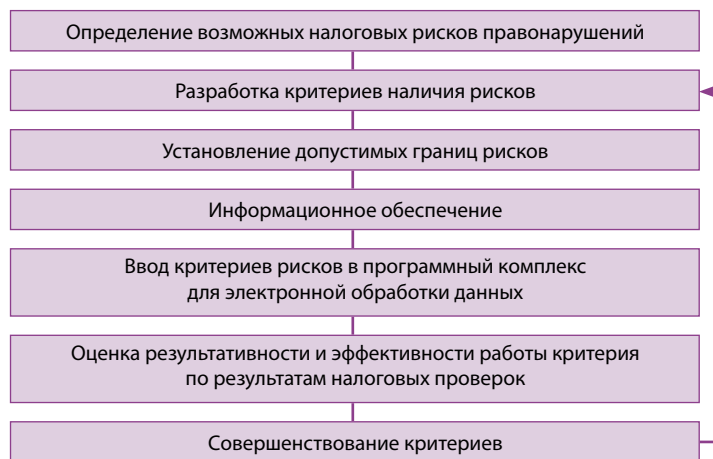 Определение возможных налоговых рисков правонарушений
Разработка критериев наличия рисков
Установление допустимых границ рисков
Информационное обеспечение
Ввод критериев рисков в программный комплекс
для электронной обработки данных
Оценка результативности и эффективности работы критерия
по результатам налоговых проверок
Совершенствование критериев